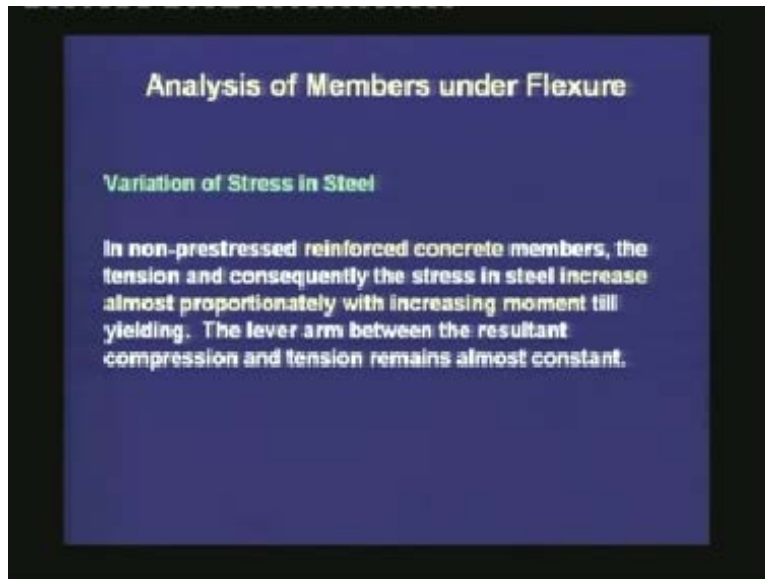 Analysis of Members under Flexure
Variation of Stress in Steel
In non-prestressed reinforced concrete members, the
tension and consequently the stress in steel increase
almost proportionately with increasing moment till
yielding. The lever arm between the resultant
compression and tension remains almost constant.